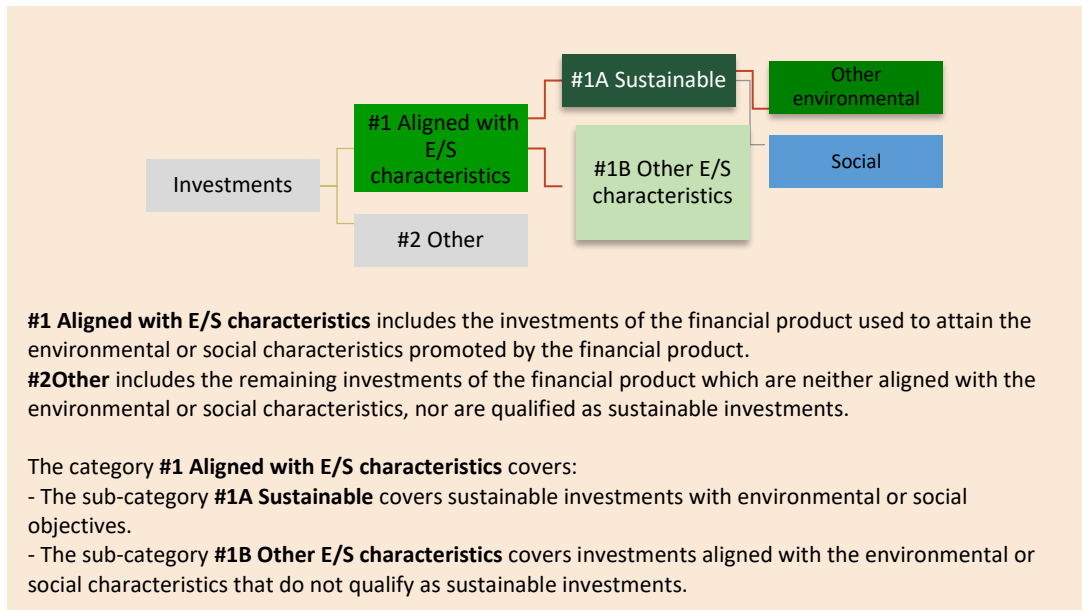 Investments
#1 Aligned with
E/S
characteristics
#2 Other
#1A Sustainable
#1B Other E/S
characteristics
Other
environmental
Social
#1 Aligned with E/S characteristics includes the investments of the financial product used to attain the
environmental or social characteristics promoted by the financial product.
#2Other includes the remaining investments of the financial product which are neither aligned with the
environmental or social characteristics, nor are qualified as sustainable investments.
The category #1 Aligned with E/S characteristics covers:
- The sub-category #1A Sustainable covers sustainable investments with environmental or social
objectives.
- The sub-category #1B Other E/S characteristics covers investments aligned with the environmental or
social characteristics that do not qualify as sustainable investments.